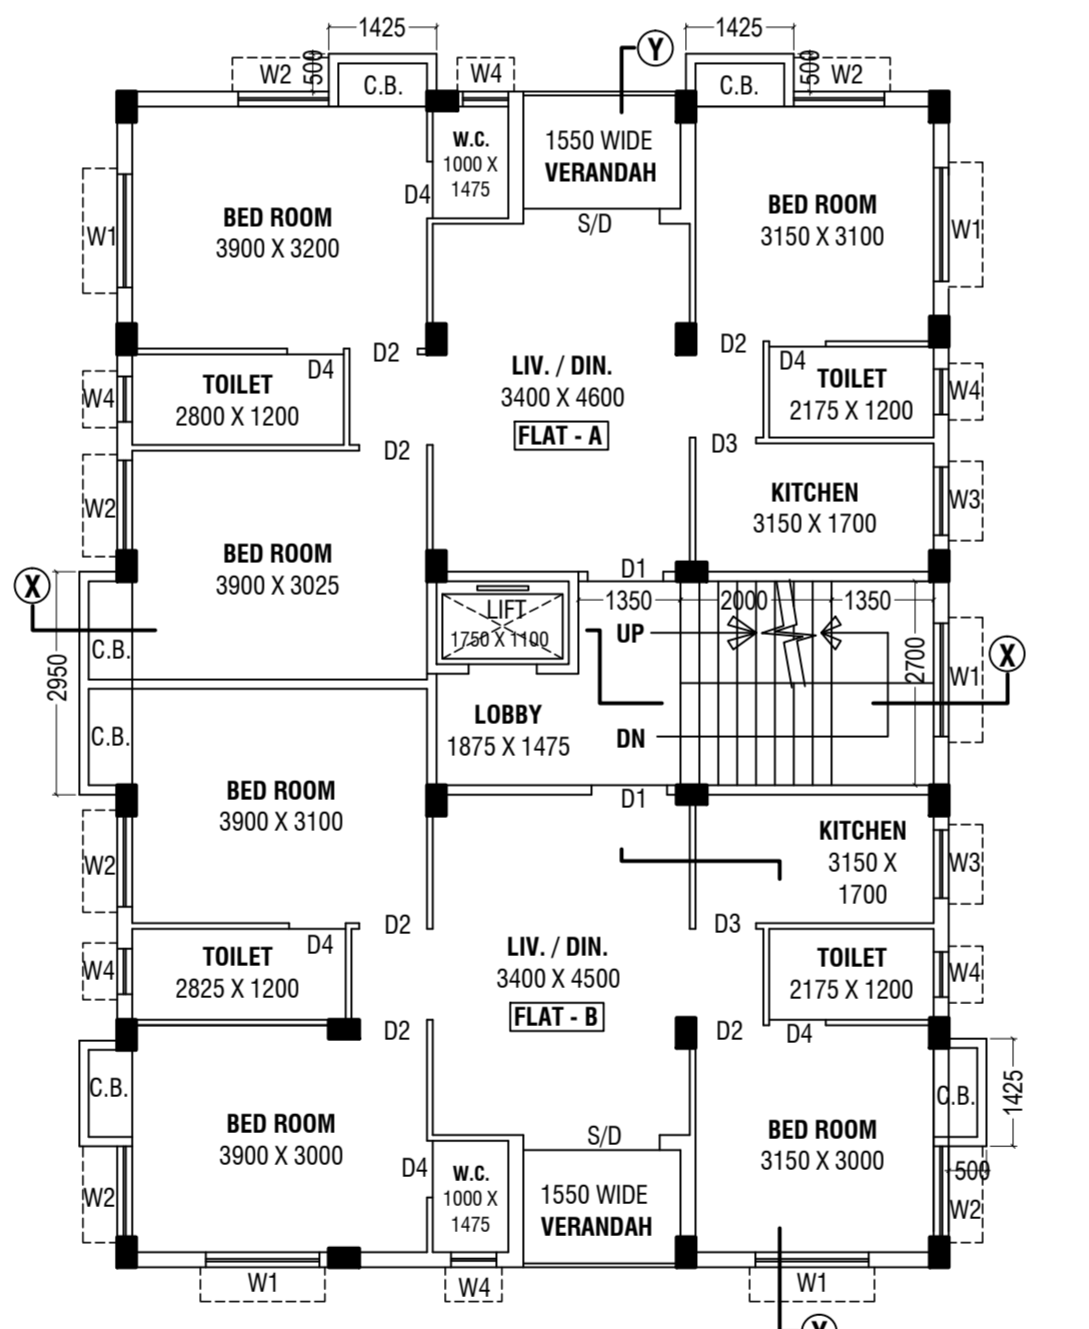 1425
1425
Y
W2
500
C.B.
W4
C.B.
500
W2
W.C.
1000 X
1475
1550 WIDE
VERANDAH
D4
S/D
W1
BED ROOM
3900 X 3200
BED ROOM
3150 X 3100
W1
D2
D2
D4
TOILET
2800 X 1200
W4
LIV. / DIN.
3400 X 4600
FLAT - A
D4
TOILET
2175 X 1200
W4
D2
D3
W2
BED ROOM
3900 X 3025
KITCHEN
3150 X 1700
W3
X
D1
LIFT
1750 X 1100
1350
2000
1350
UP
2700
C.B.
2950
W1
X
LOBBY
1875 X 1475
DN
C.B.
BED ROOM
3900 X 3100
D1
W2
KITCHEN
3150 X
1700
W3
D2
D3
TOILET
2825 X 1200
D4
W4
LIV. / DIN.
3400 X 4500
FLAT - B
TOILET
2175 X 1200
W4
D2
D2
D4
C.B.
C.B.
1425
BED ROOM
3900 X 3000
S/D
BED ROOM
3150 X 3000
500
D4
W.C.
1000 X
1475
1550 WIDE
VERANDAH
W2
W2
W1
W4
W1